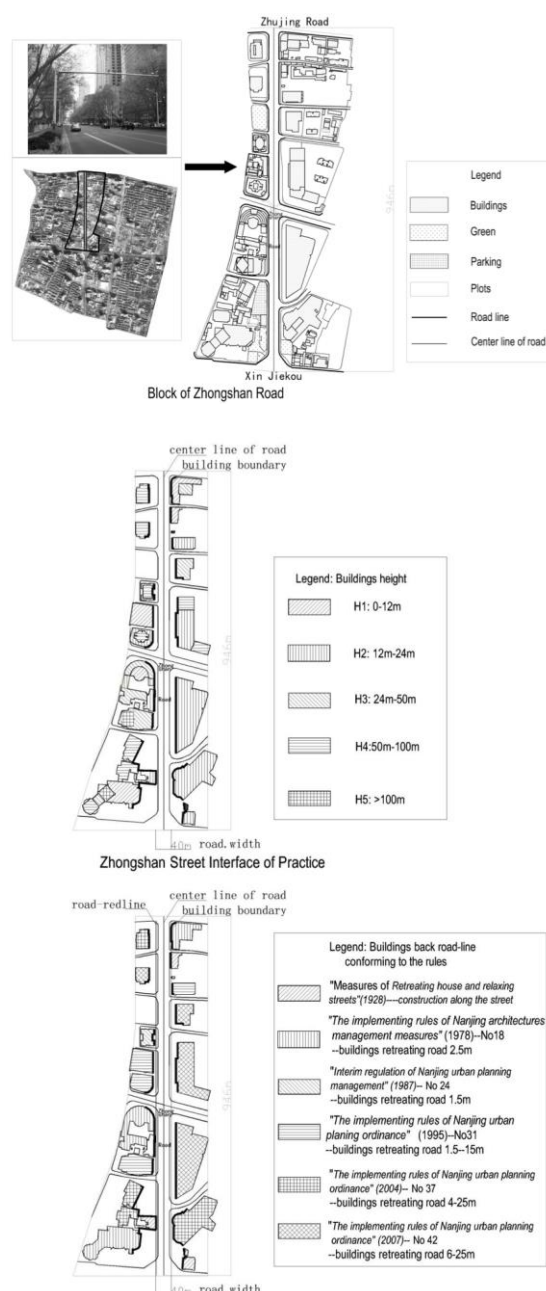 Zhujing Road
946m
Legend
Buildings
Green
Parking
Plots
Road line
Center line of road
Road
Xin Jiekou
Block of Zhongshan Road
center line of road
building boundary
946m
Road
Legend: Buildings height
H1: 0-12m
H2: 12m-24m
H3: 24m-50m
H4:50m-100m
H5: >100m
40m road.width
Zhongshan Street Interface of Practice
center line of road
road-redline
building boundary
946m
Road
Legend: Buildings back road-line
conforming to the rules
"Measures of Retreating house and relaxing
streets"(1928)----construction along the street
"The implementing rules of Nanjing architectures
management measures" (1978)--No18
--buildings retreating road 2.5m
"Interim regulation of Nanjing urban planning
management" (1987)-- No 24
--buildings retreating road 1.5m
"The implementing rules of Nanjing urban
planing ordinance" (1995)--No31
--buildings retreating road 1.5--15m
"The implementing rules of Nanjing urban planning
ordinance" (2004)-- No 37
--buildings retreating road 4-25m
"The implementing rules of Nanjing urban planning
ordinance" (2007)-- No 42
--buildings retreating road 6-25m
40m road.width